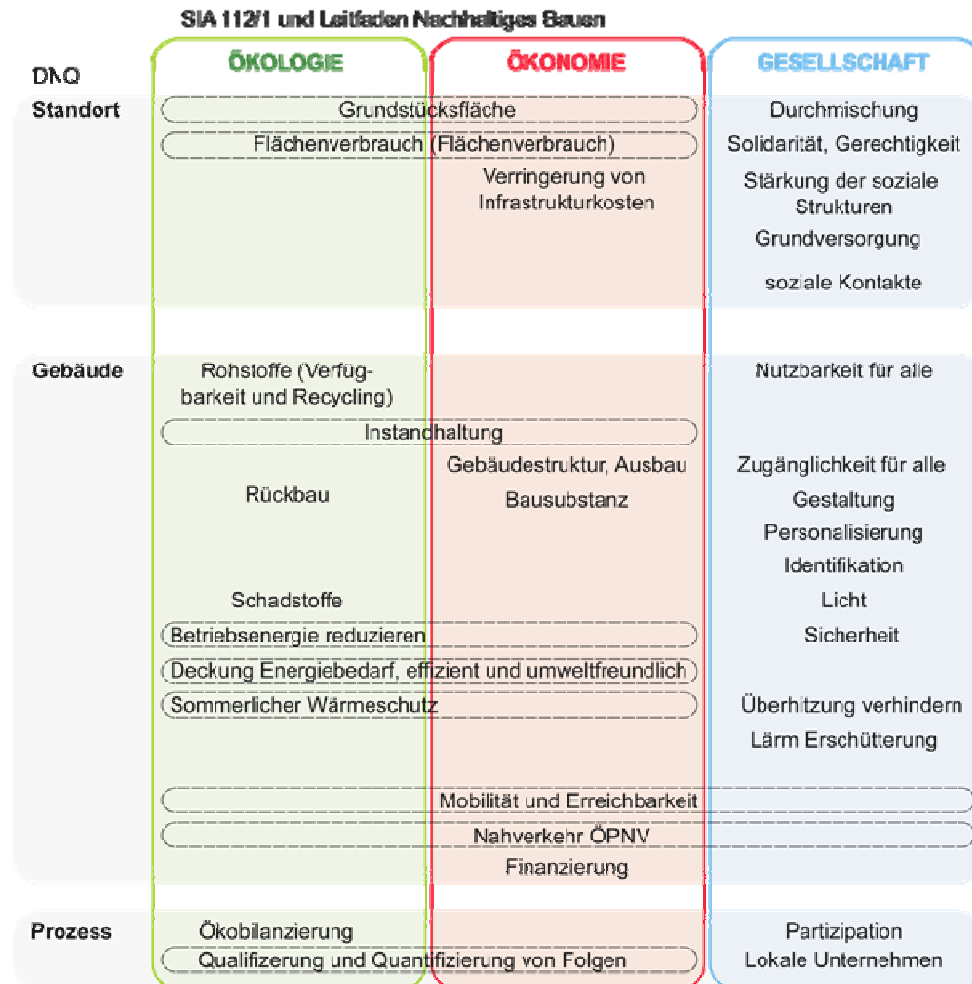 SIA 112/1 und Leitfaden Nachhaltiges Bauen
ÖKOLOGIE ÖKONOMIE GESELLSCHAFT
DNQ
Standort Grundstücksfläche Durchmischung
Flächenverbrauch (Flächenverbrauch) Solidarität, Gerechtigkeit
Verringerung von Stärkung der soziale
Infrastrukturkosten Strukturen
Grundversorgung
soziale Kontakte
Gebäude Rohstoffe (Verfüg- Nutzbarkeit für alle
barkeit und Recycling)
Instandhaltung
Gebäudestruktur, Ausbau Zugänglichkeit für alle
Rückbau Bausubstanz Gestaltung
Personalisierung
Identifikation
Schadstoffe Licht
Betriebsenergie reduzieren Sicherheit
Deckung Energiebedarf, effizient und umweltfreundlich
Sommerlicher Wärmeschutz Überhitzung verhindern
Lärm Erschütterung
Mobilität und Erreichbarkeit
Nahverkehr ÖPNV
Finanzierung
Prozess Ökobilanzierung Partizipation
Qualifizerung und Quantifizierung von Folgen Lokale Unternehmen